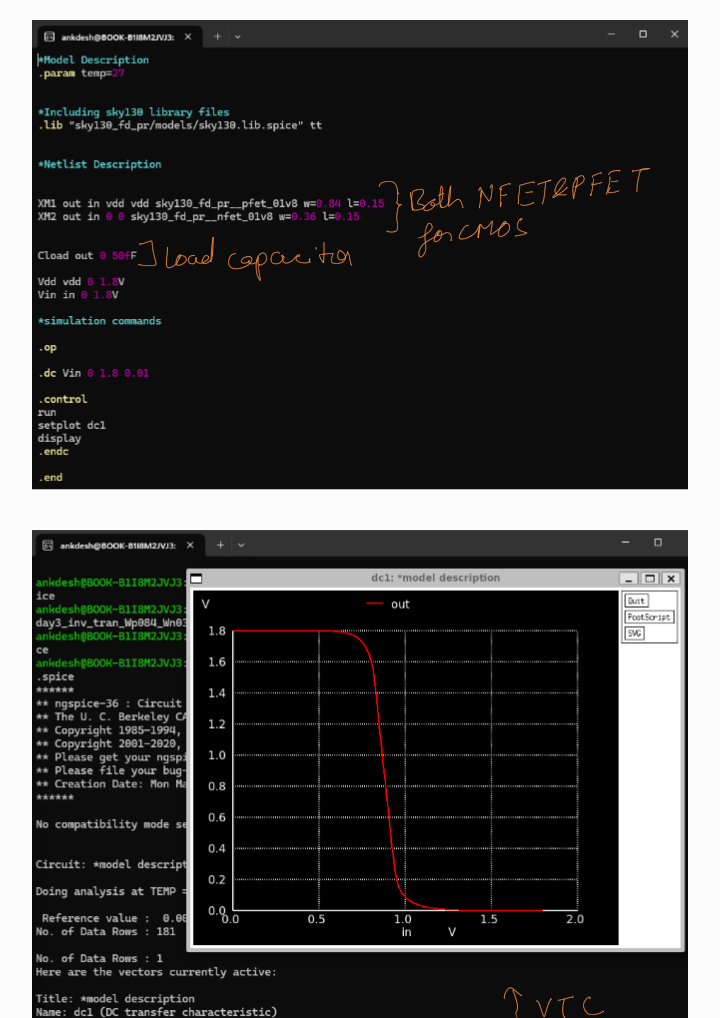 ankdesh@BOOK-B1I8M2JVJ3: × + ⌄
*Model Description
.param temp=27
*Including sky130 library files
.lib "sky130_fd_pr/models/sky130.lib.spice" tt
*Netlist Description
XM1 out in vdd vdd sky130_fd_pr__pfet_01v8 w=0.84 l=0.15
XM2 out in 0 0 sky130_fd_pr__nfet_01v8 w=0.36 l=0.15
} Both NFET & PFET
for CMOS
Cload out 0 50fF
] load capacitor
Vdd vdd 0 1.8V
Vin in 0 1.8V
*simulation commands
.op
.dc Vin 0 1.8 0.01
.control
run
setplot dc1
display
.endc
.end
ankdesh@BOOK-B1I8M2JVJ3: × + ⌄
ankdesh@BOOK-B1I8M2JVJ3:
ice
ankdesh@BOOK-B1I8M2JVJ3:
day3_inv_tran_Wp084_Wn03
ankdesh@BOOK-B1I8M2JVJ3:
ce
ankdesh@BOOK-B1I8M2JVJ3:
.spice
******
** ngspice-36 : Circuit
** The U. C. Berkeley CA
** Copyright 1985-1994,
** Copyright 2001-2020,
** Please get your ngspi
** Please file your bug-
** Creation Date: Mon Ma
******
No compatibility mode se
Circuit: *model descript
Doing analysis at TEMP =
Reference value : 0.00
No. of Data Rows : 181
No. of Data Rows : 1
Here are the vectors currently active:
Title: *model description
Name: dc1 (DC transfer characteristic)
dc1: *model description
Quit
PostScript
SVG
V
out
1.8
1.6
1.4
1.2
1.0
0.8
0.6
0.4
0.2
0.0
0.0 0.5 1.0 1.5 2.0
in V
↑ VTC